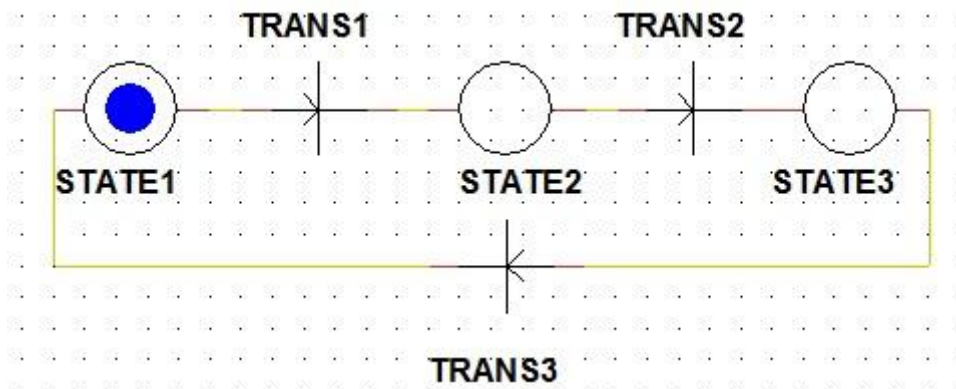 TRANS1
TRANS2
STATE1
STATE2
STATE3
TRANS3